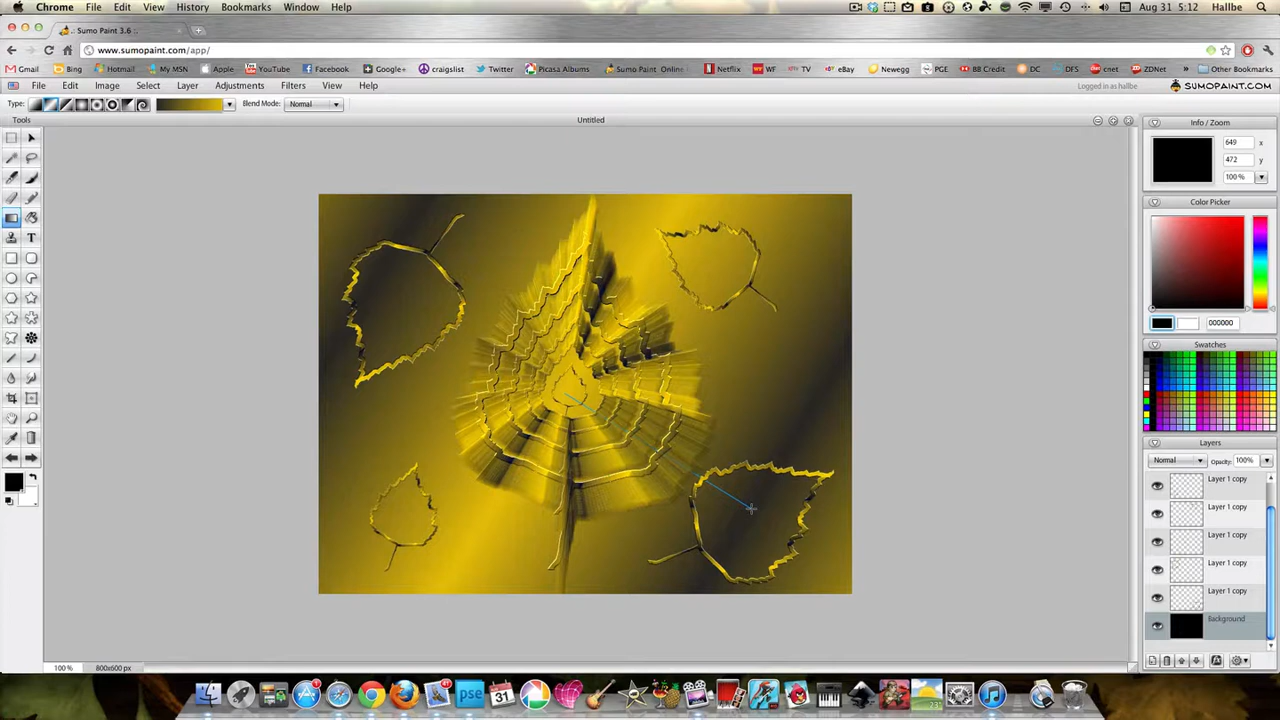 Chrome File Edit View History Bookmarks Window Help Aug 31 5:12 Hallbe
.: Sumo Paint 3.6 :.
www.sumopaint.com/app/
Gmail Bing Hotmail My MSN Apple YouTube Facebook Google+ craigslist Twitter Picasa Albums Sumo Paint Online Netflix WF TV eBay Newegg PGE BB Credit DC DFS cnet ZDNet » Other Bookmarks
File Edit Image Select Layer Adjustments Filters View Help Logged in as hallbe SUMOPAINT.COM
Type: Blend Mode: Normal
Tools Untitled Info / Zoom
649 x
472 y
100 %
Color Picker
000000
Swatches
Layers
Normal Opacity: 100%
Layer 1 copy
Layer 1 copy
Layer 1 copy
Layer 1 copy
Layer 1 copy
Background
100 % 800x600 px
41 pse 31 23°